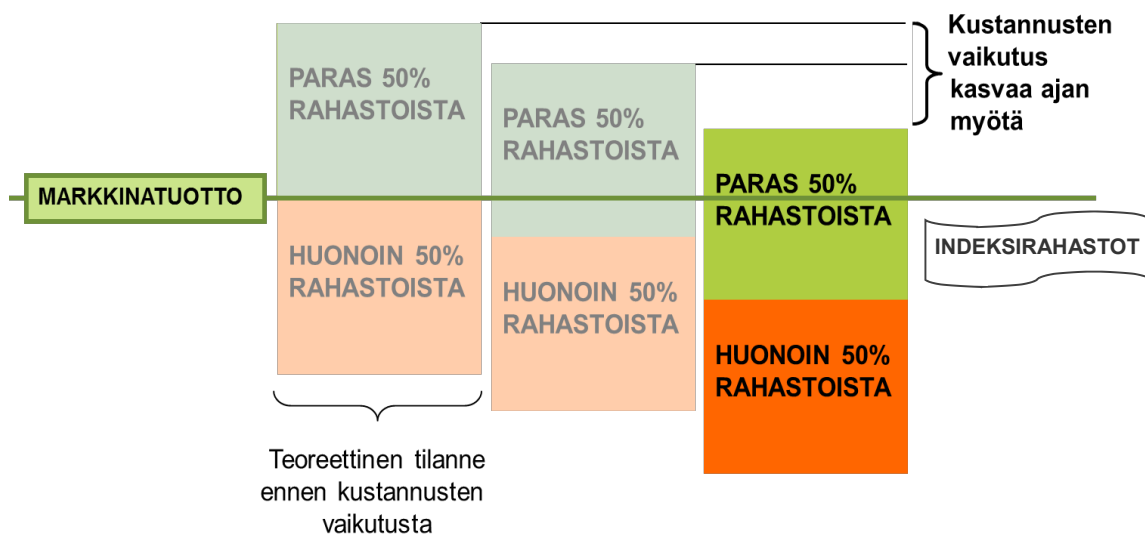 Kustannusten
vaikutus
kasvaa ajan
myötä
PARAS 50%
RAHASTOISTA
PARAS 50%
RAHASTOISTA
PARAS 50%
RAHASTOISTA
MARKKINATUOTTO
INDEKSIRAHASTOT
HUONOIN 50%
RAHASTOISTA
HUONOIN 50%
RAHASTOISTA
HUONOIN 50%
RAHASTOISTA
Teoreettinen tilanne
ennen kustannusten
vaikutusta